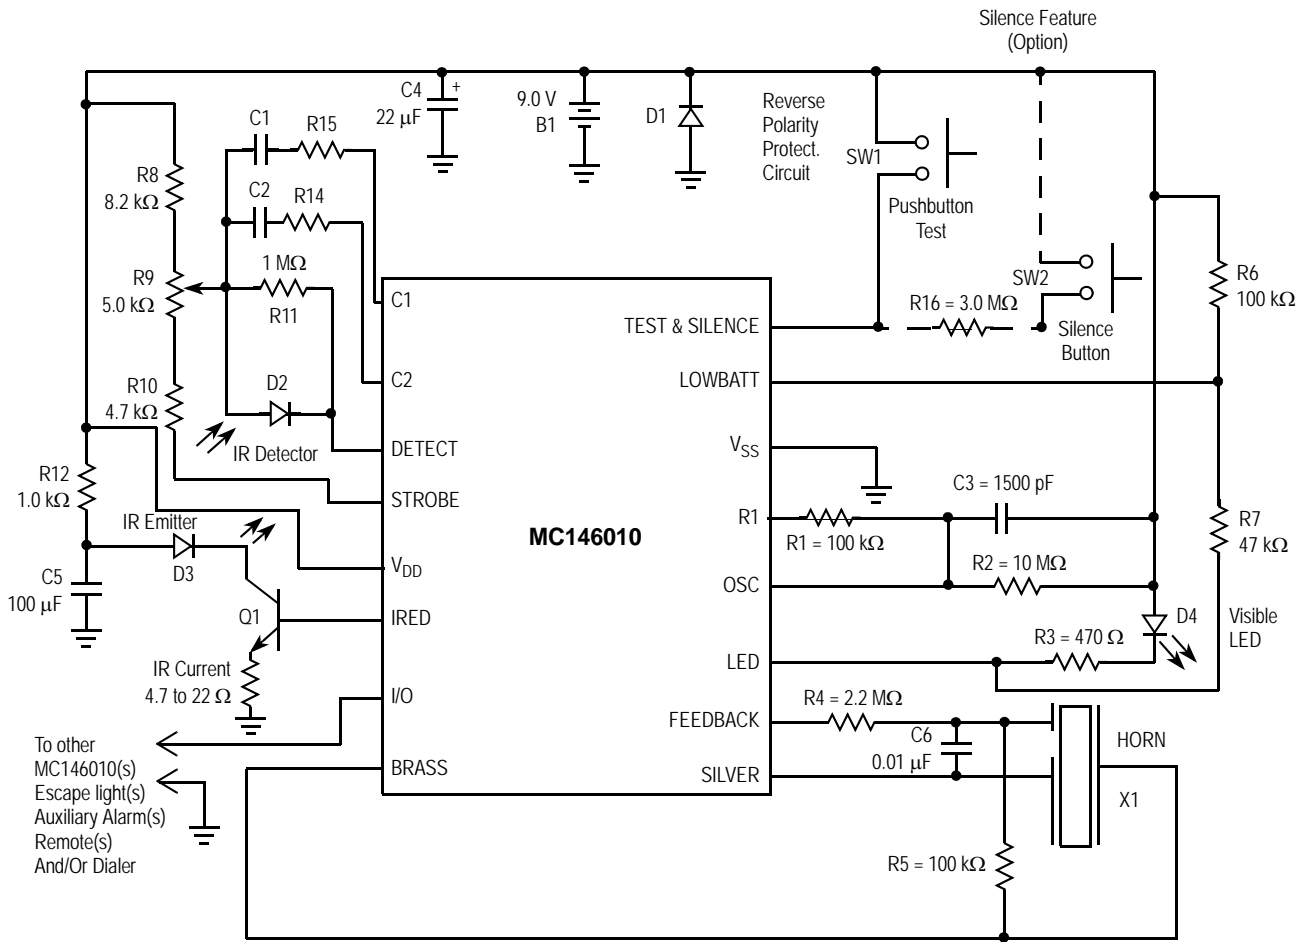 Silence Feature
(Option)
C4
+
22 μF
9.0 V
B1
D1
Reverse
Polarity
Protect.
Circuit
SW1
Pushbutton
Test
C1
R15
R8
8.2 kΩ
C2
R14
R9
5.0 kΩ
1 MΩ
R11
R10
4.7 kΩ
D2
IR Detector
R12
1.0 kΩ
IR Emitter
D3
C5
100 μF
Q1
IR Current
4.7 to 22 Ω
To other
MC146010(s)
Escape light(s)
Auxiliary Alarm(s)
Remote(s)
And/Or Dialer
C1
C2
DETECT
STROBE
VDD
IRED
I/O
BRASS
MC146010
TEST & SILENCE
LOWBATT
VSS
R1
OSC
LED
FEEDBACK
SILVER
SW2
R16 = 3.0 MΩ
Silence
Button
R6
100 kΩ
C3 = 1500 pF
R1 = 100 kΩ
R2 = 10 MΩ
R7
47 kΩ
D4
Visible
LED
R3 = 470 Ω
R4 = 2.2 MΩ
C6
0.01 μF
HORN
X1
R5 = 100 kΩ